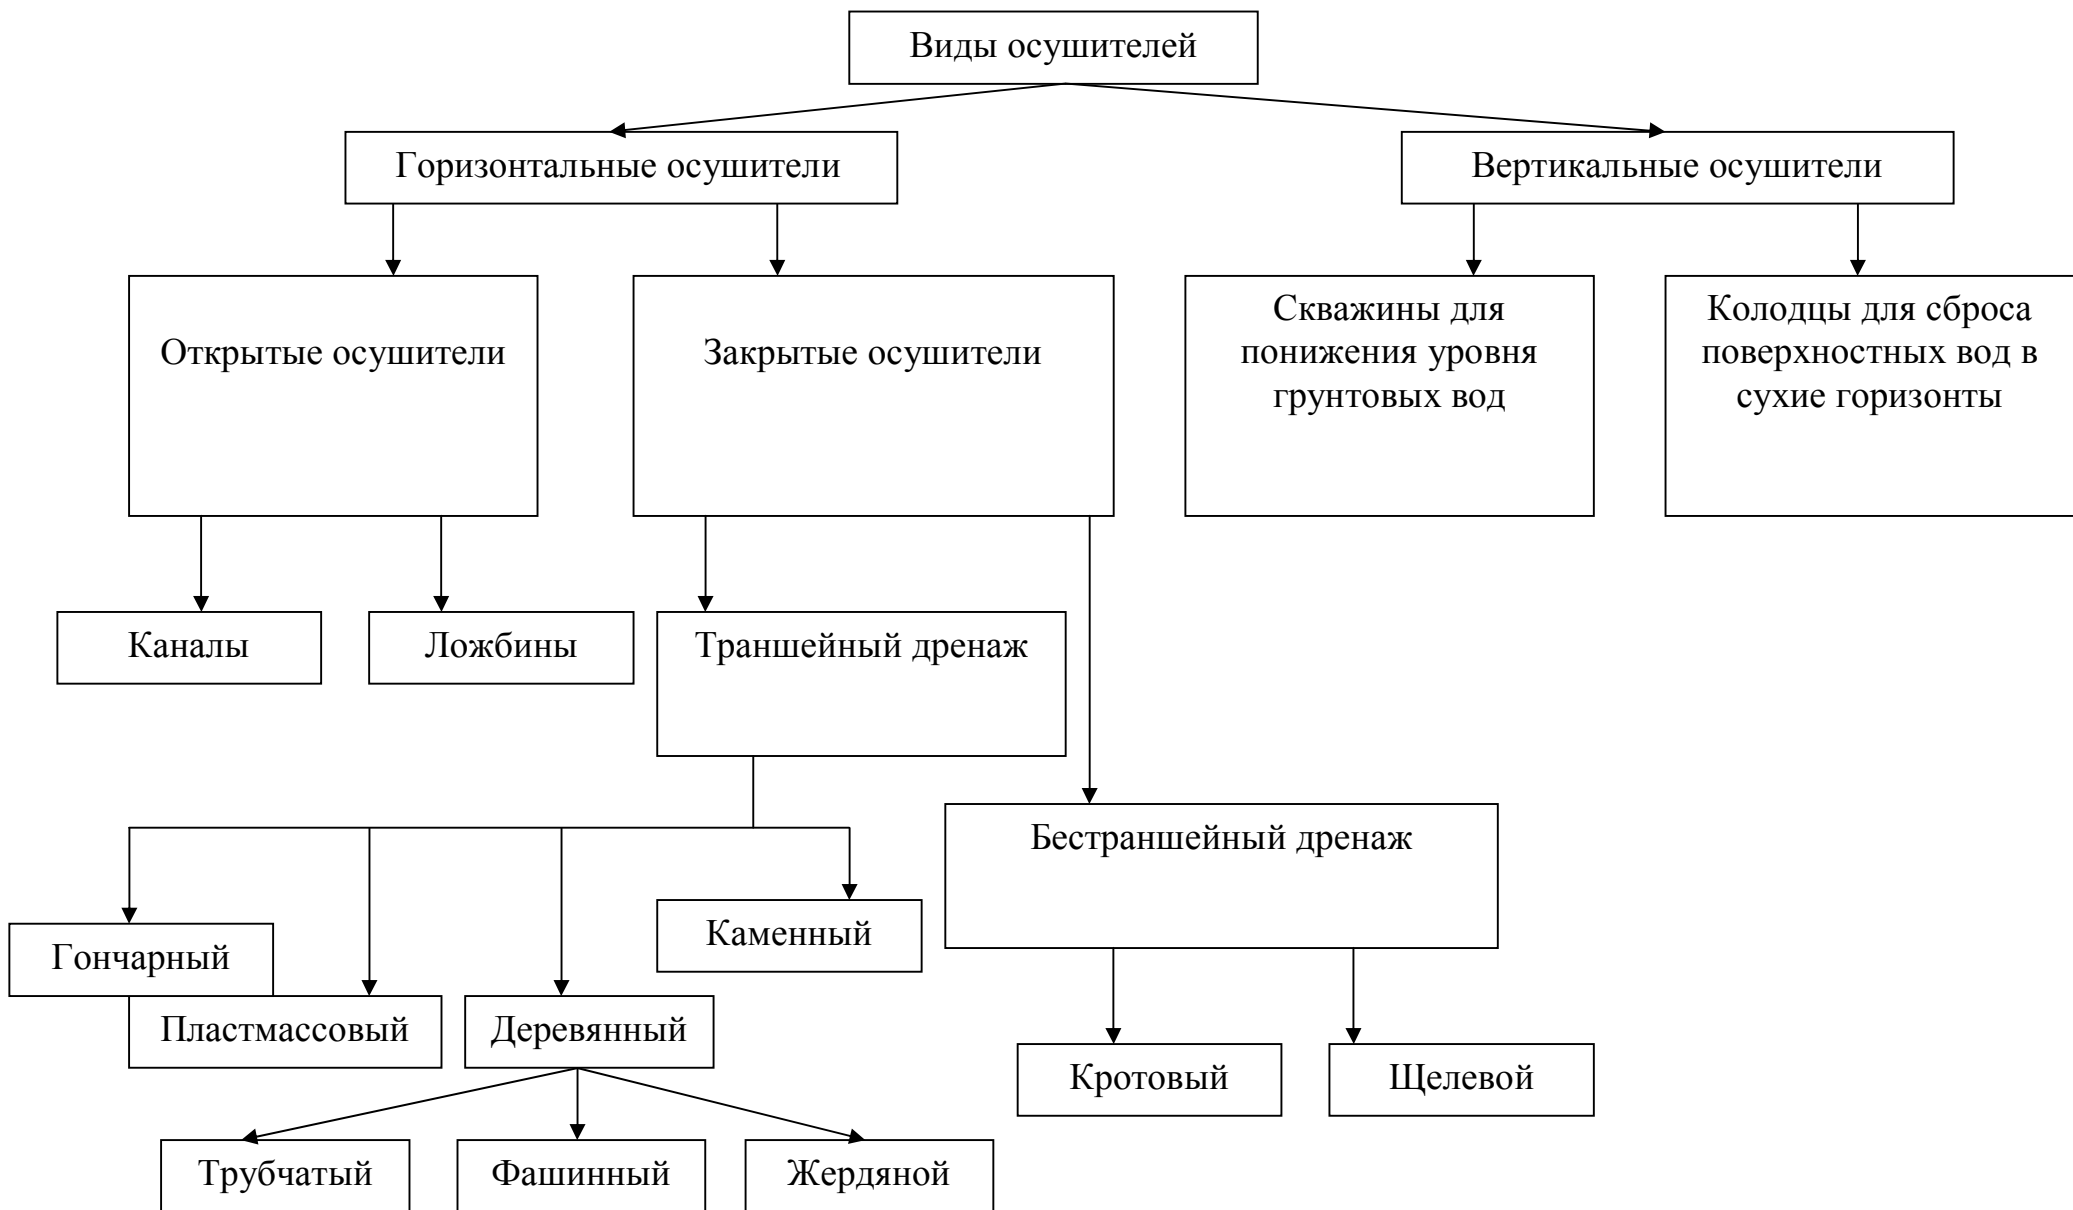 Виды осушителей
Горизонтальные осушители
Вертикальные осушители
Открытые осушители
Закрытые осушители
Скважины для
понижения уровня
грунтовых вод
Колодцы для сброса
поверхностных вод в
сухие горизонты
Каналы
Ложбины
Траншейный дренаж
Бестраншейный дренаж
Гончарный
Пластмассовый
Деревянный
Каменный
Кротовый
Щелевой
Трубчатый
Фашинный
Жердяной